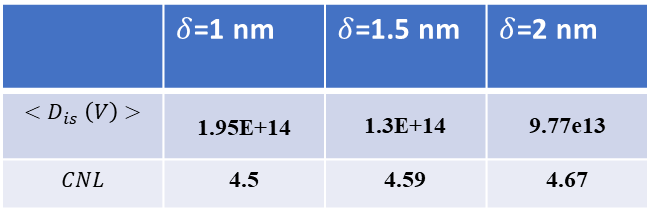 δ=1 nm δ=1.5 nm δ=2 nm
< D_is (V) > 1.95E+14 1.3E+14 9.77e13
CNL 4.5 4.59 4.67